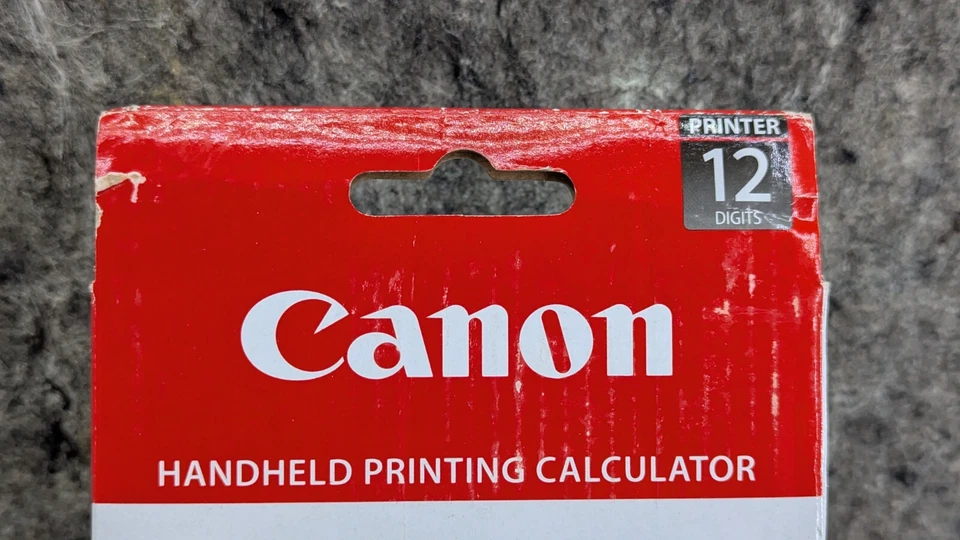 PRINTER
12
DIGITS
Canon
HANDHELD PRINTING CALCULATOR